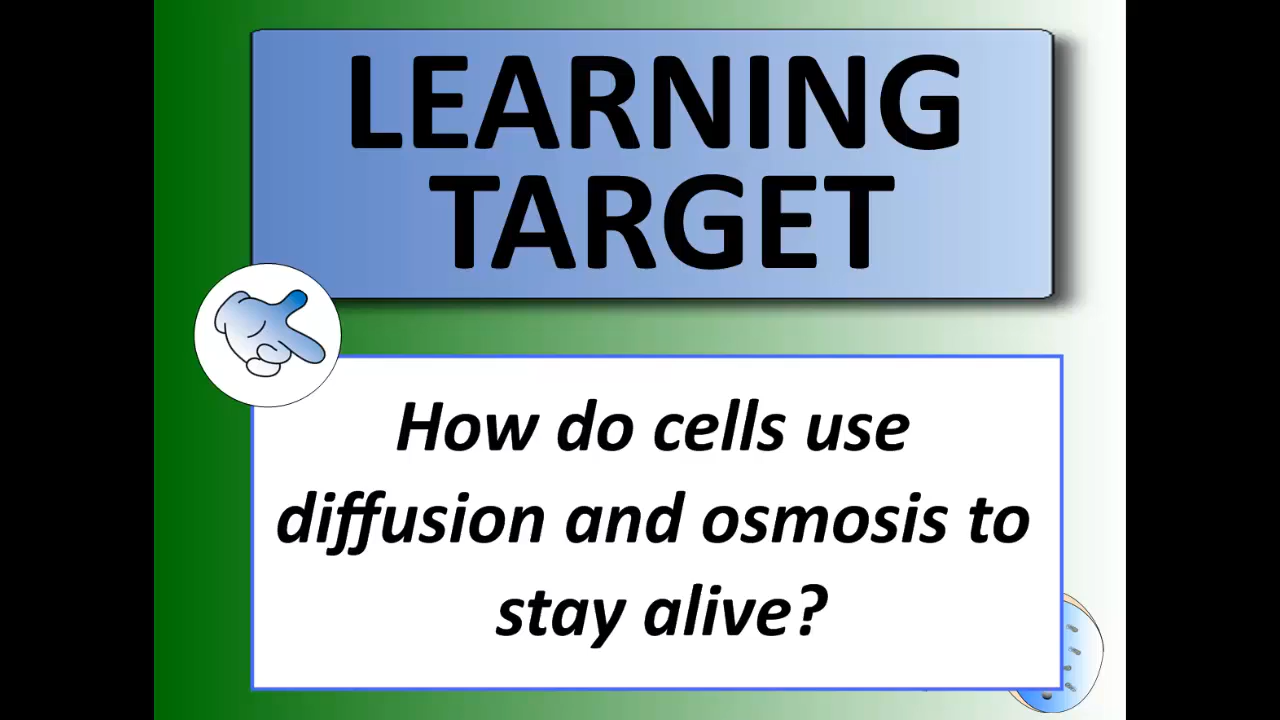 LEARNING
TARGET
How do cells use
diffusion and osmosis to
stay alive?